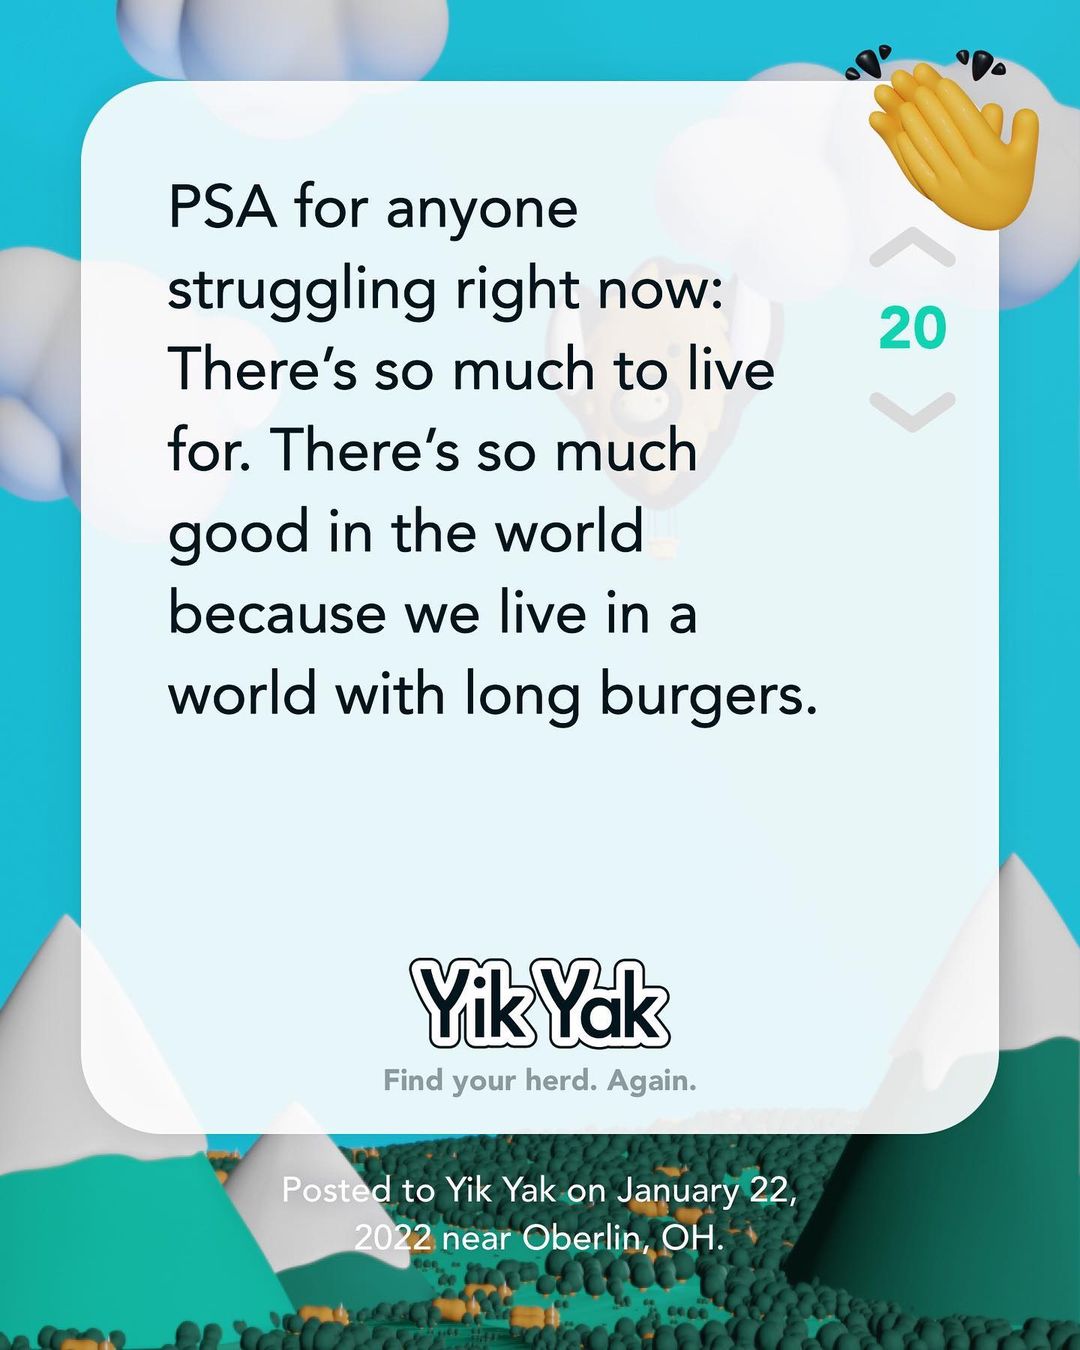 PSA for anyone
struggling right now:
There’s so much to live
for. There’s so much
good in the world
because we live in a
world with long burgers.
20
Yik Yak
Find your herd. Again.
Posted to Yik Yak on January 22,
2022 near Oberlin, OH.